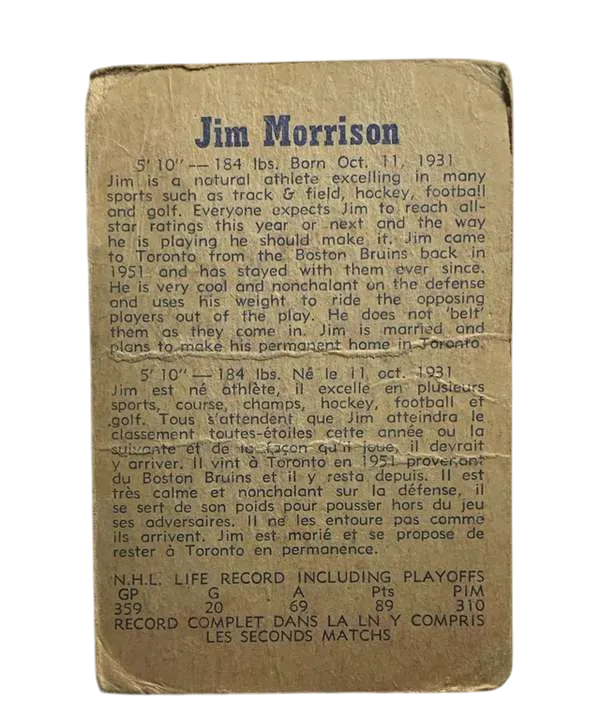 Jim Morrison
5' 10" — 184 lbs. Born Oct. 11, 1931
Jim is a natural athlete excelling in many
sports such as track & field, hockey, football
and golf. Everyone expects Jim to reach all-
star ratings this year or next and the way
he is playing he should make it. Jim came
to Toronto from the Boston Bruins back in
1951 and has stayed with them ever since.
He is very cool and nonchalant on the defense
and uses his weight to ride the opposing
players out of the play. He does not 'belt'
them as they come in. Jim is married and
plans to make his permanent home in Toronto.
5' 10" — 184 lbs. Né le 11, oct. 1931
Jim est né athlète, il excelle en plusieurs
sports, course, champs, hockey, football et
golf. Tous s'attendent que Jim atteindra le
classement toutes-étoiles cette année ou la
suivante et de la façon qu'il joue, il devrait
y arriver. Il vint à Toronto en 1951 provenant
du Boston Bruins et il y resta depuis. Il est
très calme et nonchalant sur la défense, il
se sert de son poids pour pousser hors du jeu
ses adversaires. Il ne les entoure pas comme
ils arrivent. Jim est marié et se propose de
rester à Toronto en permanence.
N.H.L. LIFE RECORD INCLUDING PLAYOFFS
GP G A Pts PIM
359 20 69 89 310
RECORD COMPLET DANS LA LN Y COMPRIS
LES SECONDS MATCHS